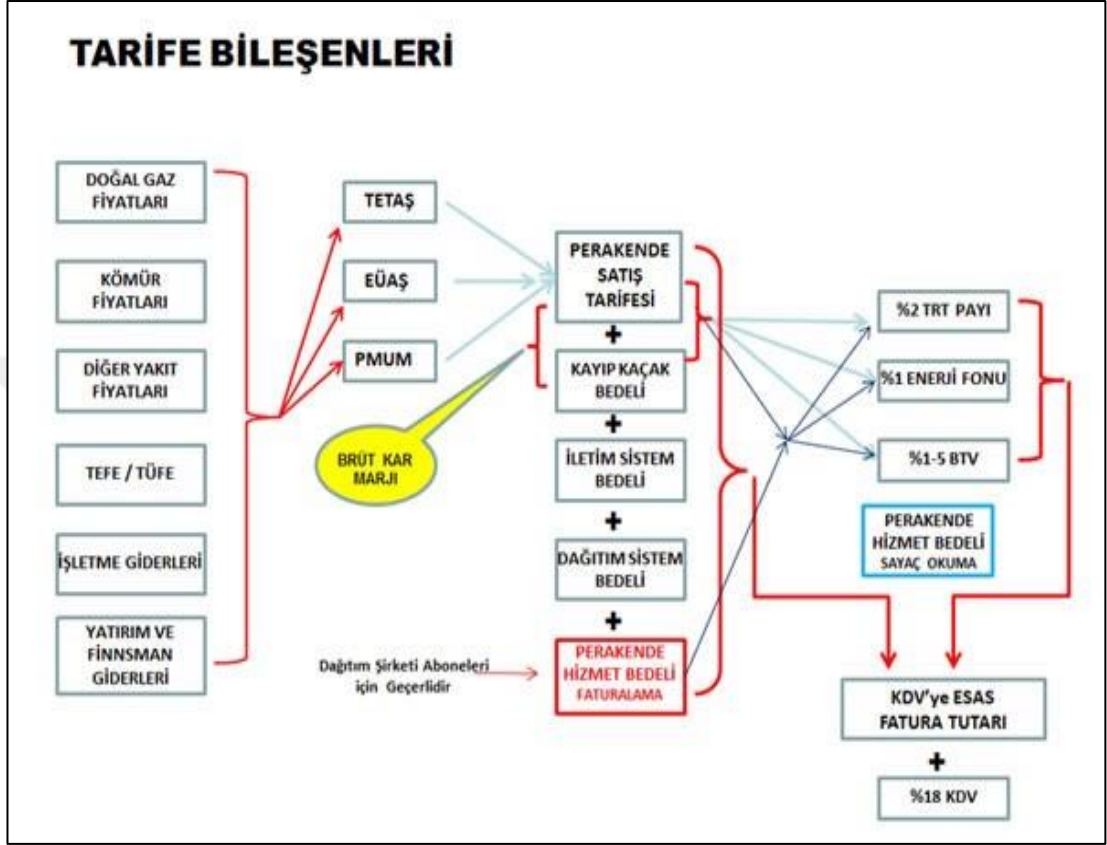 TARİFE BİLEŞENLERİ
DOĞAL GAZ
FİYATLARI
KÖMÜR
FİYATLARI
DİĞER YAKIT
FİYATLARI
TEFE / TÜFE
İŞLETME GİDERLERİ
YATIRIM VE
FİNNSMAN
GİDERLERİ
TETAŞ
EÜAŞ
PMUM
BRÜT KAR
MARJI
Dağıtım Şirketi Aboneleri
için Geçerlidir
PERAKENDE
SATIŞ
TARİFESİ
+
KAYIP KAÇAK
BEDELİ
+
İLETİM SİSTEM
BEDELİ
+
DAĞITIM SİSTEM
BEDELİ
+
PERAKENDE
HİZMET BEDELİ
FATURALAMA
%2 TRT PAYI
%1 ENERJİ FONU
%1-5 BTV
PERAKENDE
HİZMET BEDELİ
SAYAÇ OKUMA
KDV'ye ESAS
FATURA TUTARI
+
%18 KDV